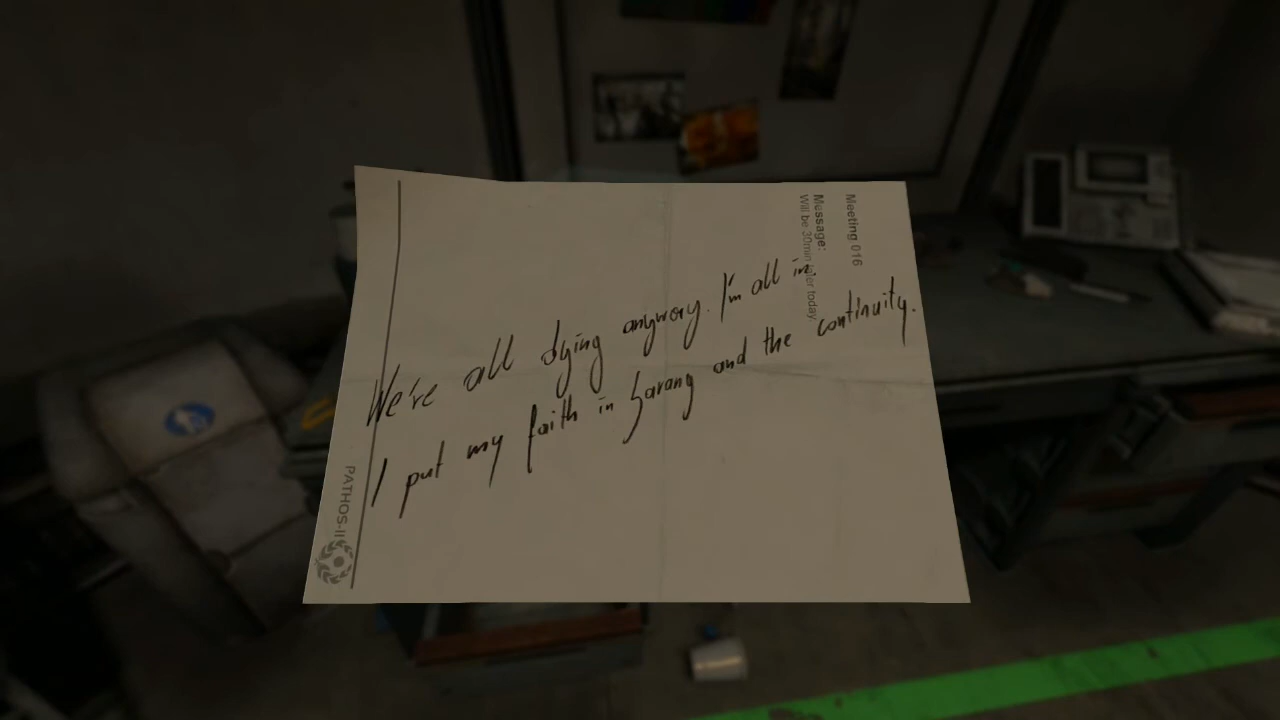 Meeting 016
Message:
Will be 30min later today.
We're all dying anyway. I'm all in.
I put my faith in Sarang and the continuity.
PATHOS-II